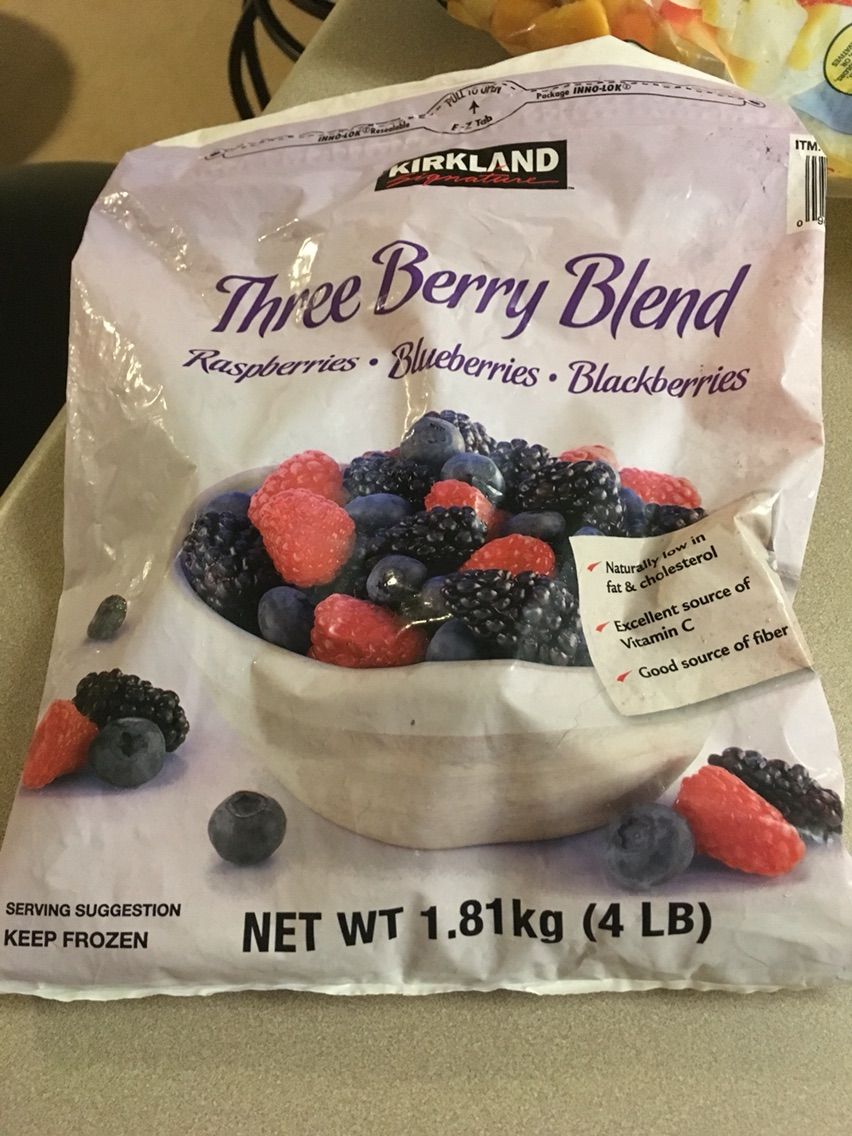 PULL TO OPEN
E-Z Tab
INNO-LOK® Resealable
Package INNO-LOK®
ITM.
0
KIRKLAND
Signature
Three Berry Blend
Raspberries • Blueberries • Blackberries
Naturally low in
fat & cholesterol
Excellent source of
Vitamin C
Good source of fiber
SERVING SUGGESTION
KEEP FROZEN
NET WT 1.81kg (4 LB)